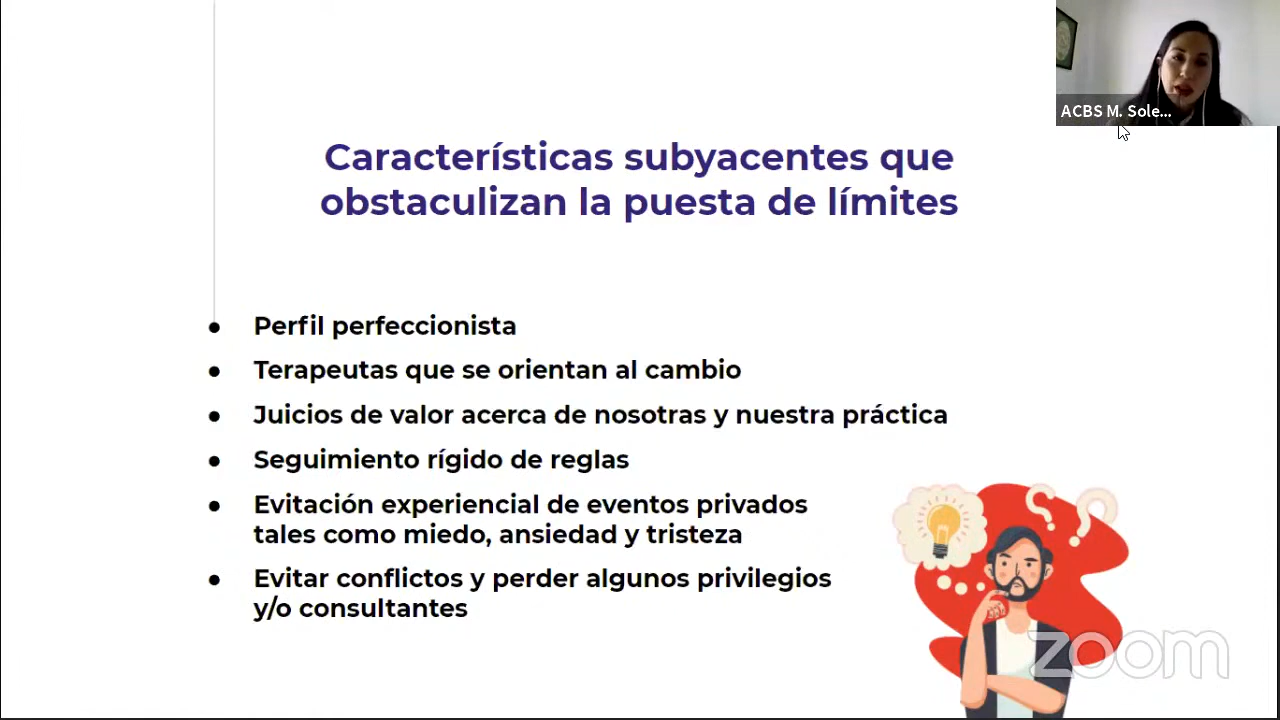 ACBS M. Sole...
Características subyacentes que
obstaculizan la puesta de límites
● Perfil perfeccionista
● Terapeutas que se orientan al cambio
● Juicios de valor acerca de nosotras y nuestra práctica
● Seguimiento rígido de reglas
● Evitación experiencial de eventos privados
tales como miedo, ansiedad y tristeza
● Evitar conflictos y perder algunos privilegios
y/o consultantes
zoom